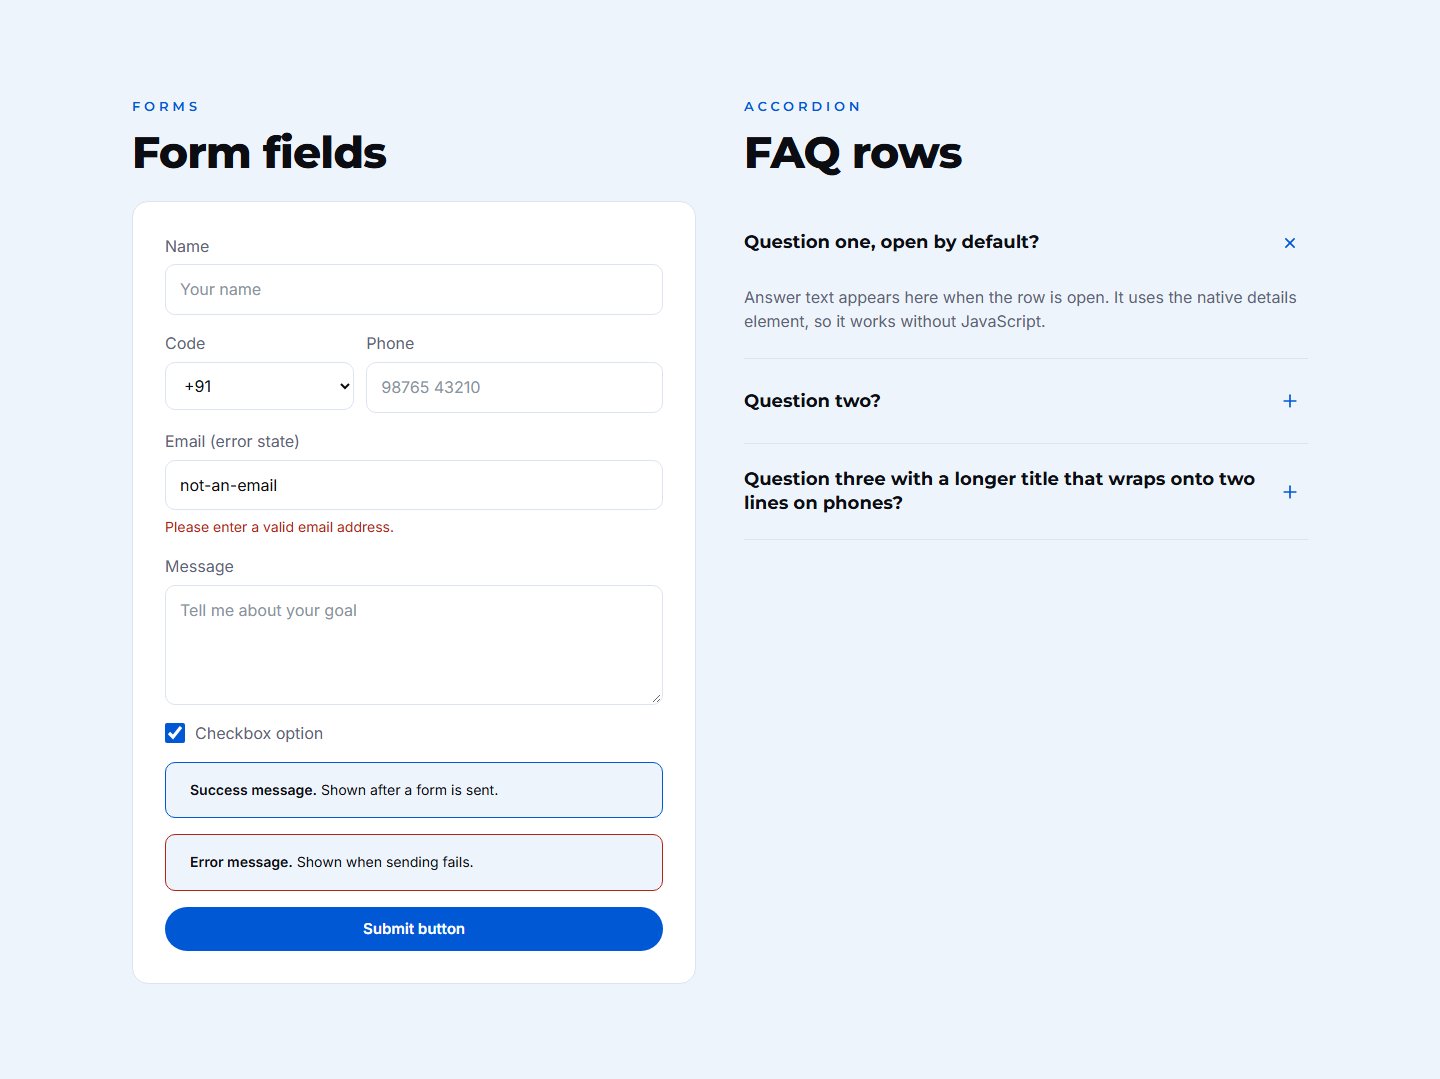 FORMS
Form fields
Name
Your name
Code
Phone
+91
98765 43210
Email (error state)
not-an-email
Please enter a valid email address.
Message
Tell me about your goal
Checkbox option
Success message. Shown after a form is sent.
Error message. Shown when sending fails.
Submit button
ACCORDION
FAQ rows
Question one, open by default?
Answer text appears here when the row is open. It uses the native details
element, so it works without JavaScript.
Question two?
Question three with a longer title that wraps onto two
lines on phones?